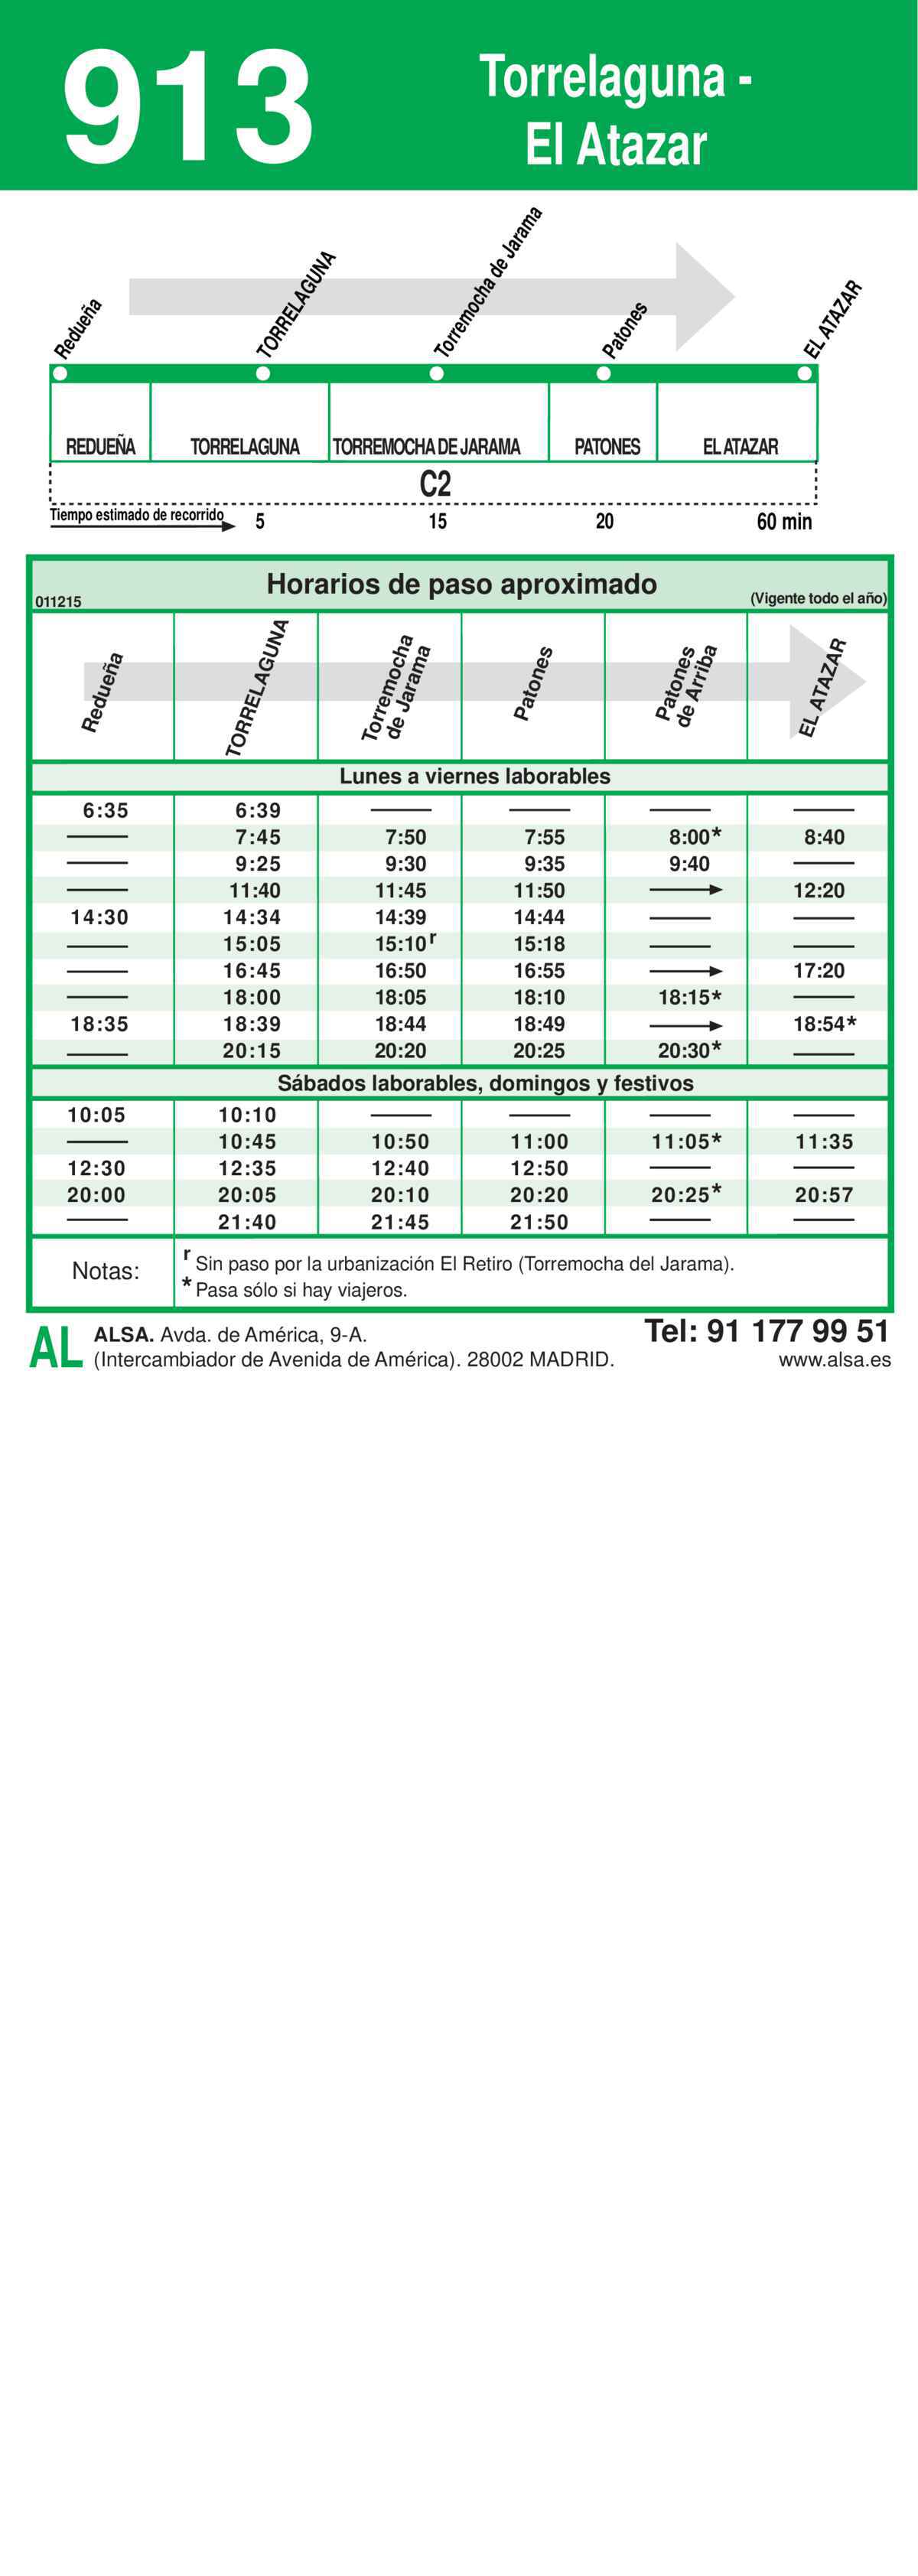 913
Torrelaguna -
El Atazar
Redueña
TORRELAGUNA
Torremocha de Jarama
Patones
EL ATAZAR
REDUEÑA TORRELAGUNA TORREMOCHA DE JARAMA PATONES EL ATAZAR
C2
Tiempo estimado de recorrido 5 15 20 60 min
Horarios de paso aproximado
011215 (Vigente todo el año)
Redueña
TORRELAGUNA
Torremocha
de Jarama
Patones
Patones
de Arriba
EL ATAZAR
Lunes a viernes laborables
6:35 6:39 —— —— —— ——
—— 7:45 7:50 7:55 8:00* 8:40
—— 9:25 9:30 9:35 9:40 ——
—— 11:40 11:45 11:50 → 12:20
14:30 14:34 14:39 14:44 —— ——
—— 15:05 15:10r 15:18 —— ——
—— 16:45 16:50 16:55 → 17:20
—— 18:00 18:05 18:10 18:15* ——
18:35 18:39 18:44 18:49 → 18:54*
—— 20:15 20:20 20:25 20:30* ——
Sábados laborables, domingos y festivos
10:05 10:10 —— —— —— ——
—— 10:45 10:50 11:00 11:05* 11:35
12:30 12:35 12:40 12:50 —— ——
20:00 20:05 20:10 20:20 20:25* 20:57
—— 21:40 21:45 21:50 —— ——
Notas:
r Sin paso por la urbanización El Retiro (Torremocha del Jarama).
* Pasa sólo si hay viajeros.
AL
ALSA. Avda. de América, 9-A.
(Intercambiador de Avenida de América). 28002 MADRID.
Tel: 91 177 99 51
www.alsa.es